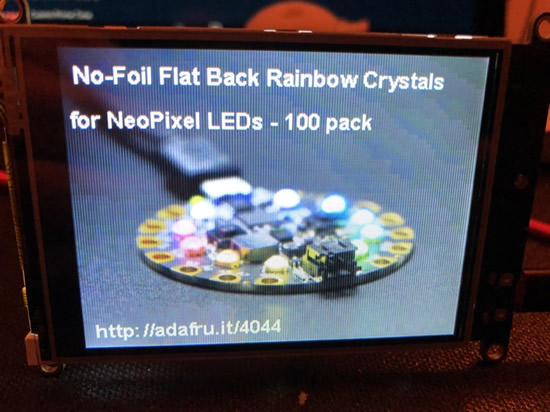 No-Foil Flat Back Rainbow Crystals
for NeoPixel LEDs - 100 pack
http://adafru.it/4044